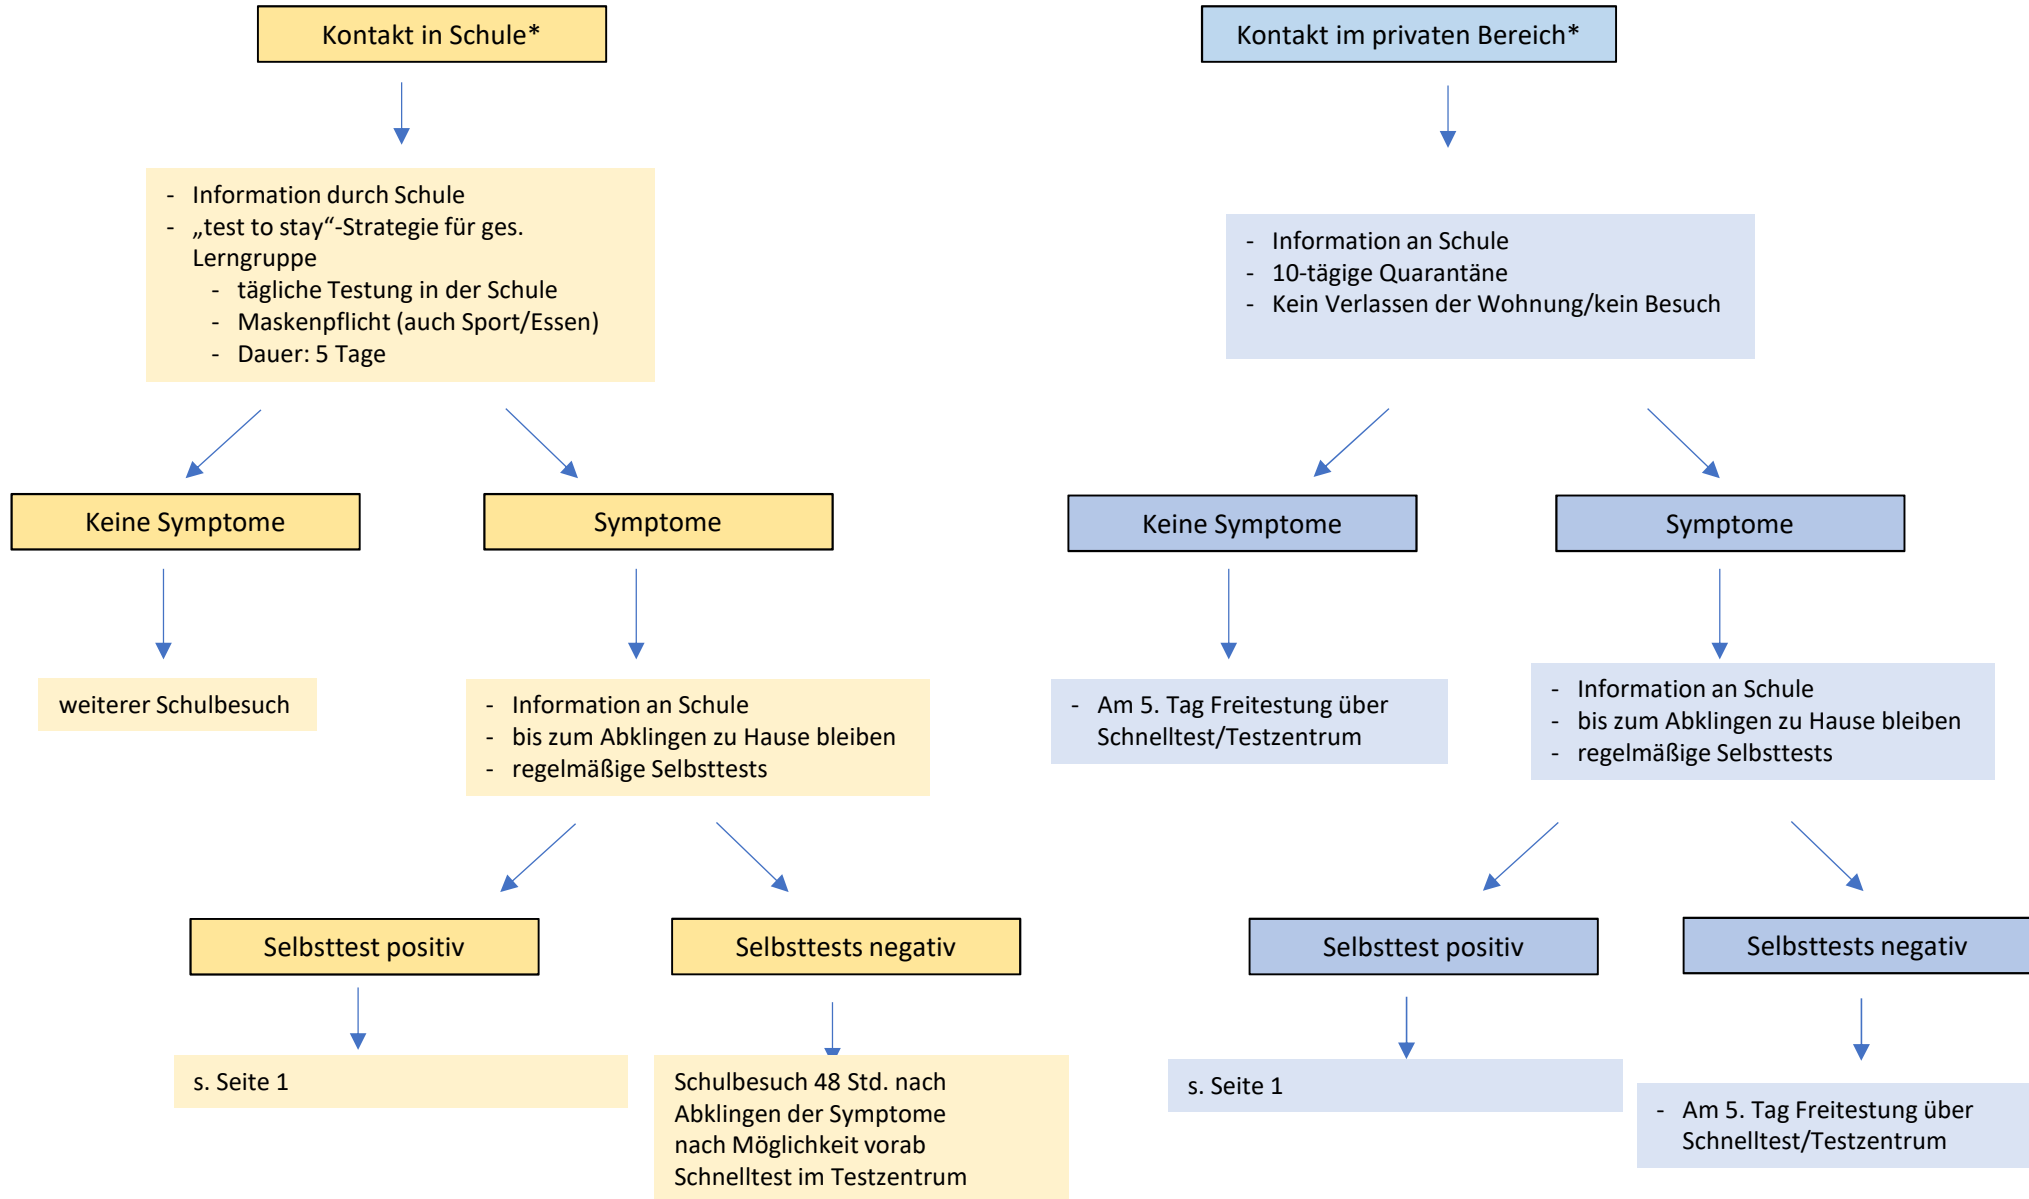 Kontakt in Schule*
- Information durch Schule
- „test to stay“-Strategie für ges.
Lerngruppe
- tägliche Testung in der Schule
- Maskenpflicht (auch Sport/Essen)
- Dauer: 5 Tage
Keine Symptome
Symptome
weiterer Schulbesuch
- Information an Schule
- bis zum Abklingen zu Hause bleiben
- regelmäßige Selbsttests
Selbsttest positiv
Selbsttests negativ
s. Seite 1
Schulbesuch 48 Std. nach
Abklingen der Symptome
nach Möglichkeit vorab
Schnelltest im Testzentrum
Kontakt im privaten Bereich*
- Information an Schule
- 10-tägige Quarantäne
- Kein Verlassen der Wohnung/kein Besuch
Keine Symptome
Symptome
- Am 5. Tag Freitestung über
Schnelltest/Testzentrum
- Information an Schule
- bis zum Abklingen zu Hause bleiben
- regelmäßige Selbsttests
Selbsttest positiv
Selbsttests negativ
s. Seite 1
- Am 5. Tag Freitestung über
Schnelltest/Testzentrum